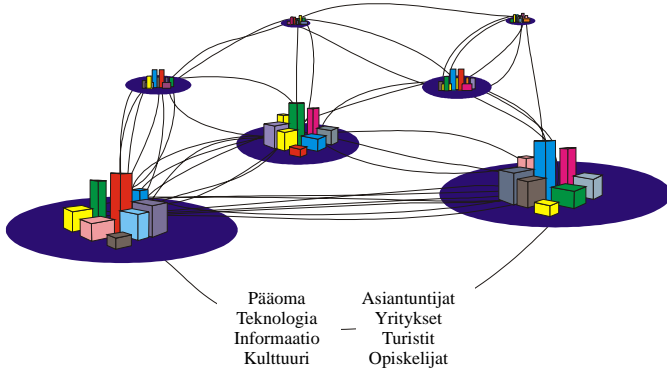 Pääoma
Teknologia
Informaatio
Kulttuuri
Asiantuntijat
Yritykset
Turistit
Opiskelijat